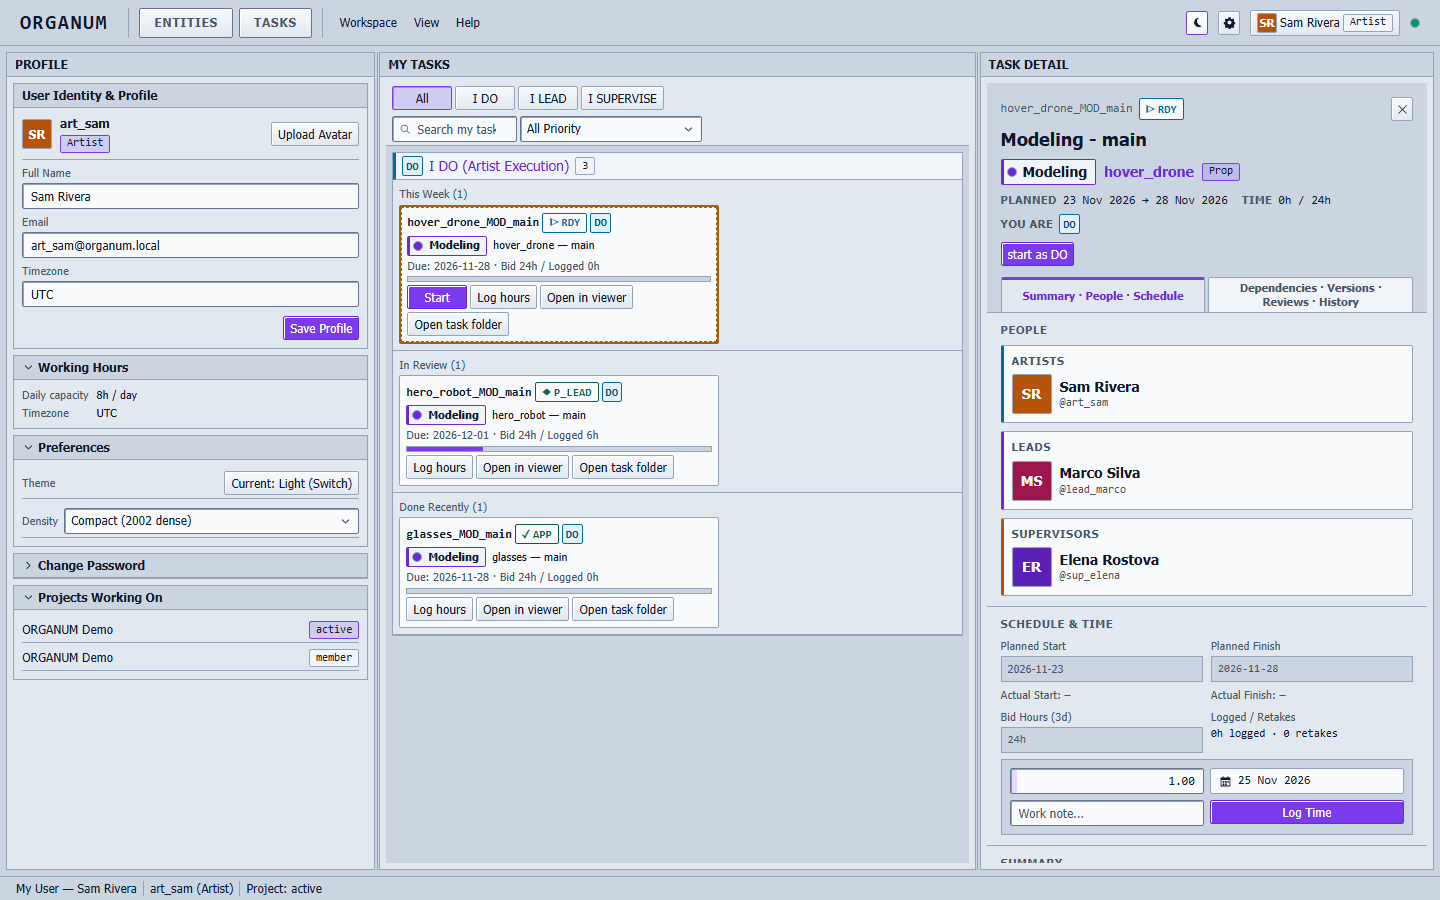 ORGANUM ENTITIES TASKS Workspace View Help SR Sam Rivera Artist
PROFILE
User Identity & Profile
SR art_sam
Artist
Upload Avatar
Full Name
Sam Rivera
Email
art_sam@organum.local
Timezone
UTC
Save Profile
Working Hours
Daily capacity 8h / day
Timezone UTC
Preferences
Theme Current: Light (Switch)
Density Compact (2002 dense)
Change Password
Projects Working On
ORGANUM Demo active
ORGANUM Demo member
MY TASKS
All I DO I LEAD I SUPERVISE
Search my task All Priority
DO I DO (Artist Execution) 3
This Week (1)
hover_drone_MOD_main RDY DO
Modeling hover_drone — main
Due: 2026-11-28 · Bid 24h / Logged 0h
Start Log hours Open in viewer
Open task folder
In Review (1)
hero_robot_MOD_main P_LEAD DO
Modeling hero_robot — main
Due: 2026-12-01 · Bid 24h / Logged 6h
Log hours Open in viewer Open task folder
Done Recently (1)
glasses_MOD_main ✓ APP DO
Modeling glasses — main
Due: 2026-11-28 · Bid 24h / Logged 0h
Log hours Open in viewer Open task folder
TASK DETAIL
hover_drone_MOD_main RDY
Modeling - main
Modeling hover_drone Prop
PLANNED 23 Nov 2026 → 28 Nov 2026 TIME 0h / 24h
YOU ARE DO
start as DO
Summary · People · Schedule
Dependencies · Versions ·
Reviews · History
PEOPLE
ARTISTS
SR Sam Rivera
@art_sam
LEADS
MS Marco Silva
@lead_marco
SUPERVISORS
ER Elena Rostova
@sup_elena
SCHEDULE & TIME
Planned Start Planned Finish
2026-11-23 2026-11-28
Actual Start: — Actual Finish: —
Bid Hours (3d) Logged / Retakes
24h 0h logged · 0 retakes
1.00 25 Nov 2026
Work note... Log Time
SUMMARY
My User — Sam Rivera art_sam (Artist) Project: active